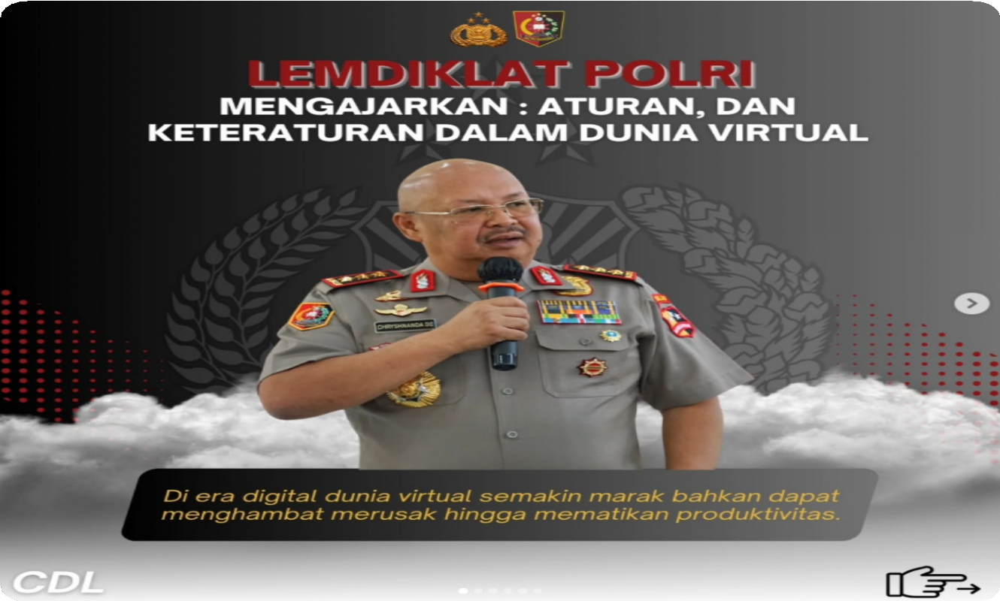 LEMDIKLAT POLRI
MENGAJARKAN : ATURAN, DAN
KETERATURAN DALAM DUNIA VIRTUAL
CHRYSHNANDA DL
Di era digital dunia virtual semakin marak bahkan dapat
menghambat merusak hingga mematikan produktivitas.
CDL